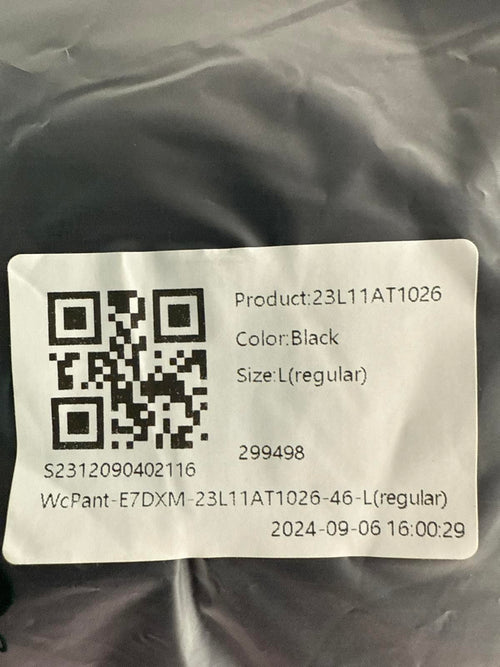 Product:23L11AT1026
Color:Black
Size:L(regular)
299498
S2312090402116
WcPant-E7DXM-23L11AT1026-46-L(regular)
2024-09-06 16:00:29